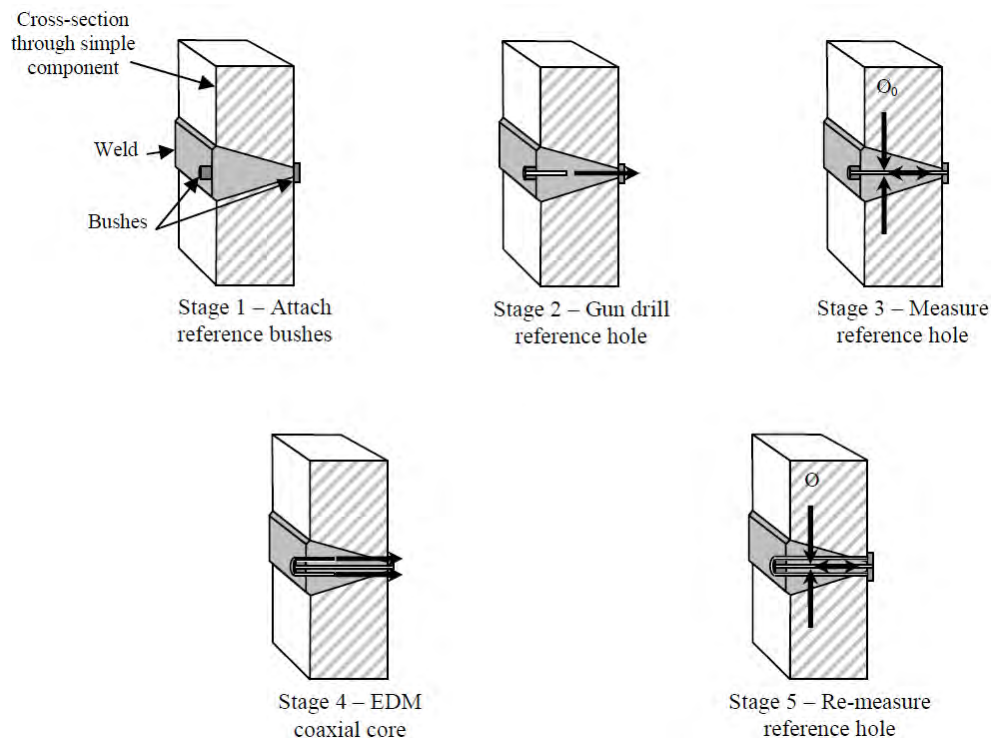 Cross-section
through simple
component
Weld
Bushes
Stage 1 – Attach
reference bushes
Stage 2 – Gun drill
reference hole
Ø₀
Stage 3 – Measure
reference hole
Stage 4 – EDM
coaxial core
Ø
Stage 5 – Re-measure
reference hole